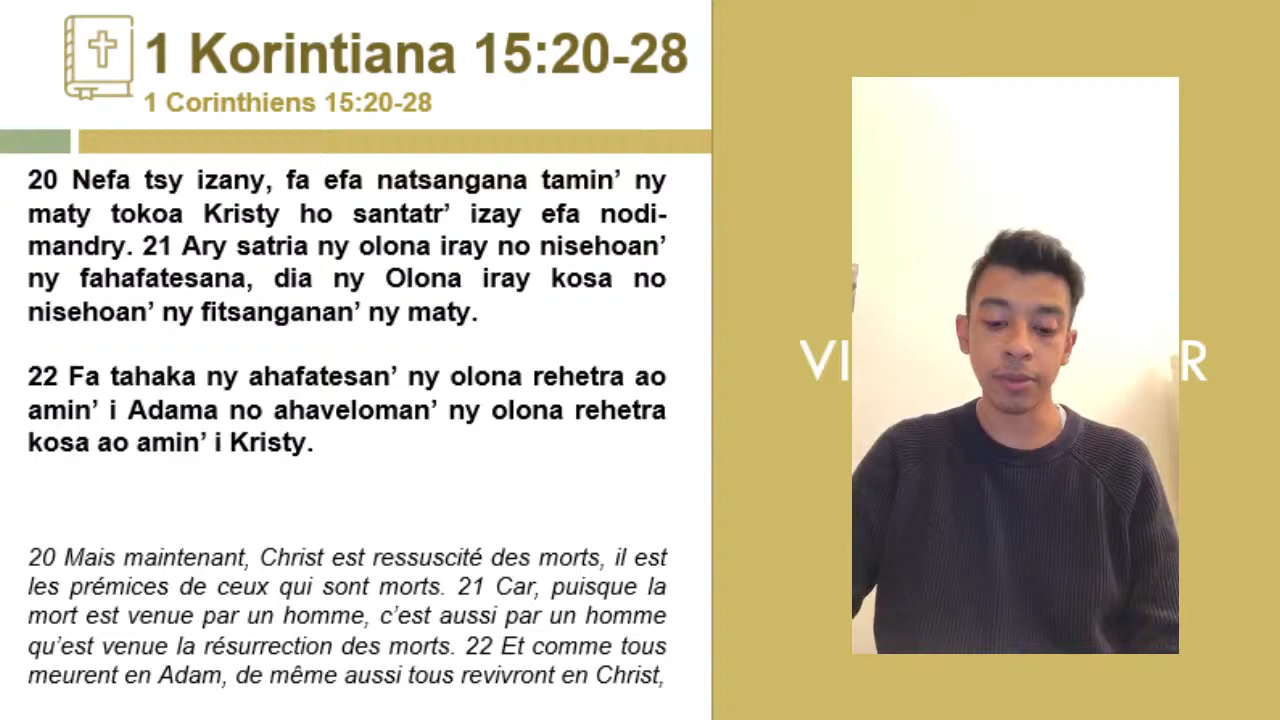 1 Korintiana 15:20-28
1 Corinthiens 15:20-28
20 Nefa tsy izany, fa efa natsangana tamin’ ny
maty tokoa Kristy ho santatr’ izay efa nodi-
mandry. 21 Ary satria ny olona iray no nisehoan’
ny fahafatesana, dia ny Olona iray kosa no
nisehoan’ ny fitsanganan’ ny maty.
22 Fa tahaka ny ahafatesan’ ny olona rehetra ao
amin’ i Adama no ahaveloman’ ny olona rehetra
kosa ao amin’ i Kristy.
20 Mais maintenant, Christ est ressuscité des morts, il est
les prémices de ceux qui sont morts. 21 Car, puisque la
mort est venue par un homme, c’est aussi par un homme
qu’est venue la résurrection des morts. 22 Et comme tous
meurent en Adam, de même aussi tous revivront en Christ,